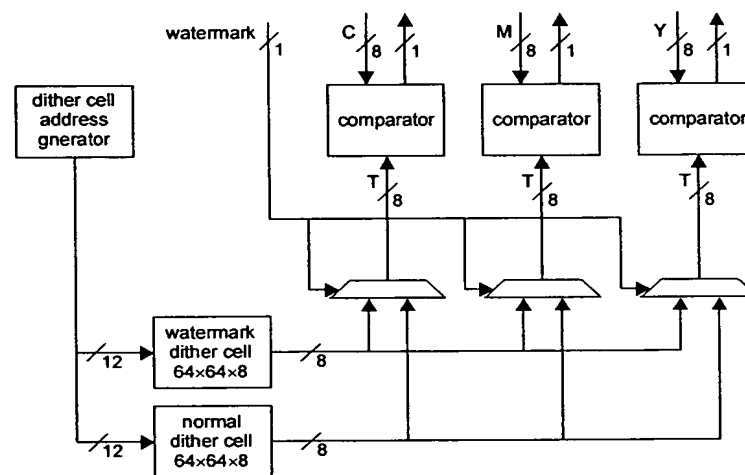 watermark 1 C 8 1 M 8 1 Y 8 1
dither cell
address
gnerator
comparator comparator comparator
T 8 T 8 T 8
watermark
dither cell
64×64×8
12 8
normal
dither cell
64×64×8
12 8